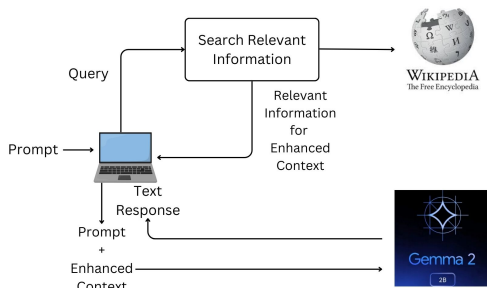 Search Relevant
Information
Query
WIKIPEDIA
The Free Encyclopedia
Relevant
Information
for
Enhanced
Context
Prompt
Text
Response
Prompt
+
Enhanced
Context
Gemma 2
2B